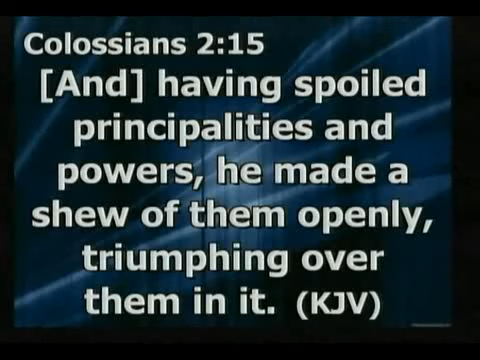 Colossians 2:15
[And] having spoiled
principalities and
powers, he made a
shew of them openly,
triumphing over
them in it. (KJV)